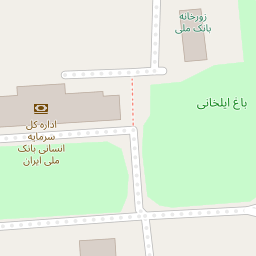 زورخانه
بانک ملی
باغ ایلخانی
اداره کل
سرمایه
انسانی بانک
ملی ایران